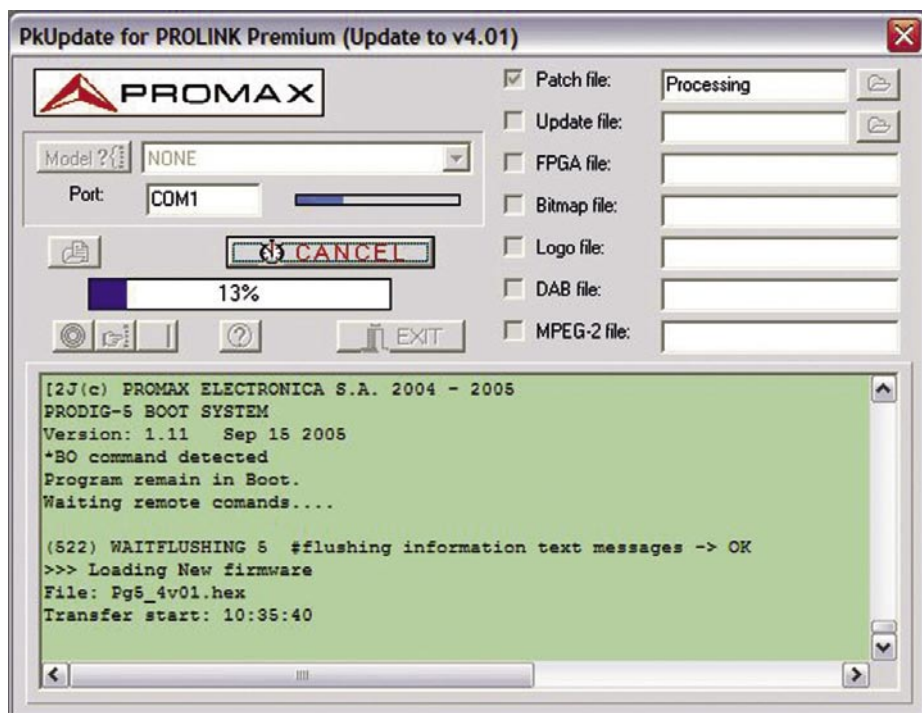 PkUpdate for PROLINK Premium (Update to v4.01)
PROMAX
Model ?{
NONE
Port:
COM1
CANCEL
13%
EXIT
Patch file:
Processing
Update file:
FPGA file:
Bitmap file:
Logo file:
DAB file:
MPEG-2 file:
[2J(c) PROMAX ELECTRONICA S.A. 2004 - 2005
PRODIG-5 BOOT SYSTEM
Version: 1.11   Sep 15 2005
*BO command detected
Program remain in Boot.
Waiting remote comands....
(522) WAITFLUSHING 5  #flushing information text messages -> OK
>>> Loading New firmware
File: Pg5_4v01.hex
Transfer start: 10:35:40